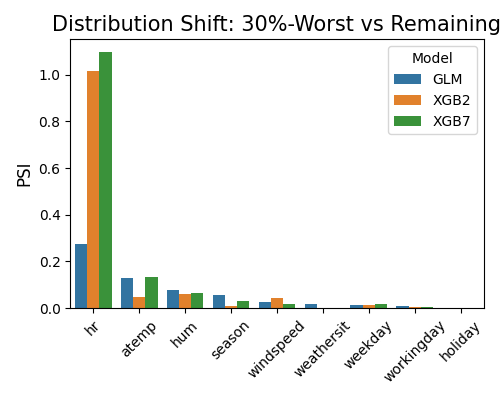 Distribution Shift: 30%-Worst vs Remaining
PSI
1.0
0.8
0.6
0.4
0.2
0.0
Model
GLM
XGB2
XGB7
hr
atemp
hum
season
windspeed
weathersit
weekday
workingday
holiday